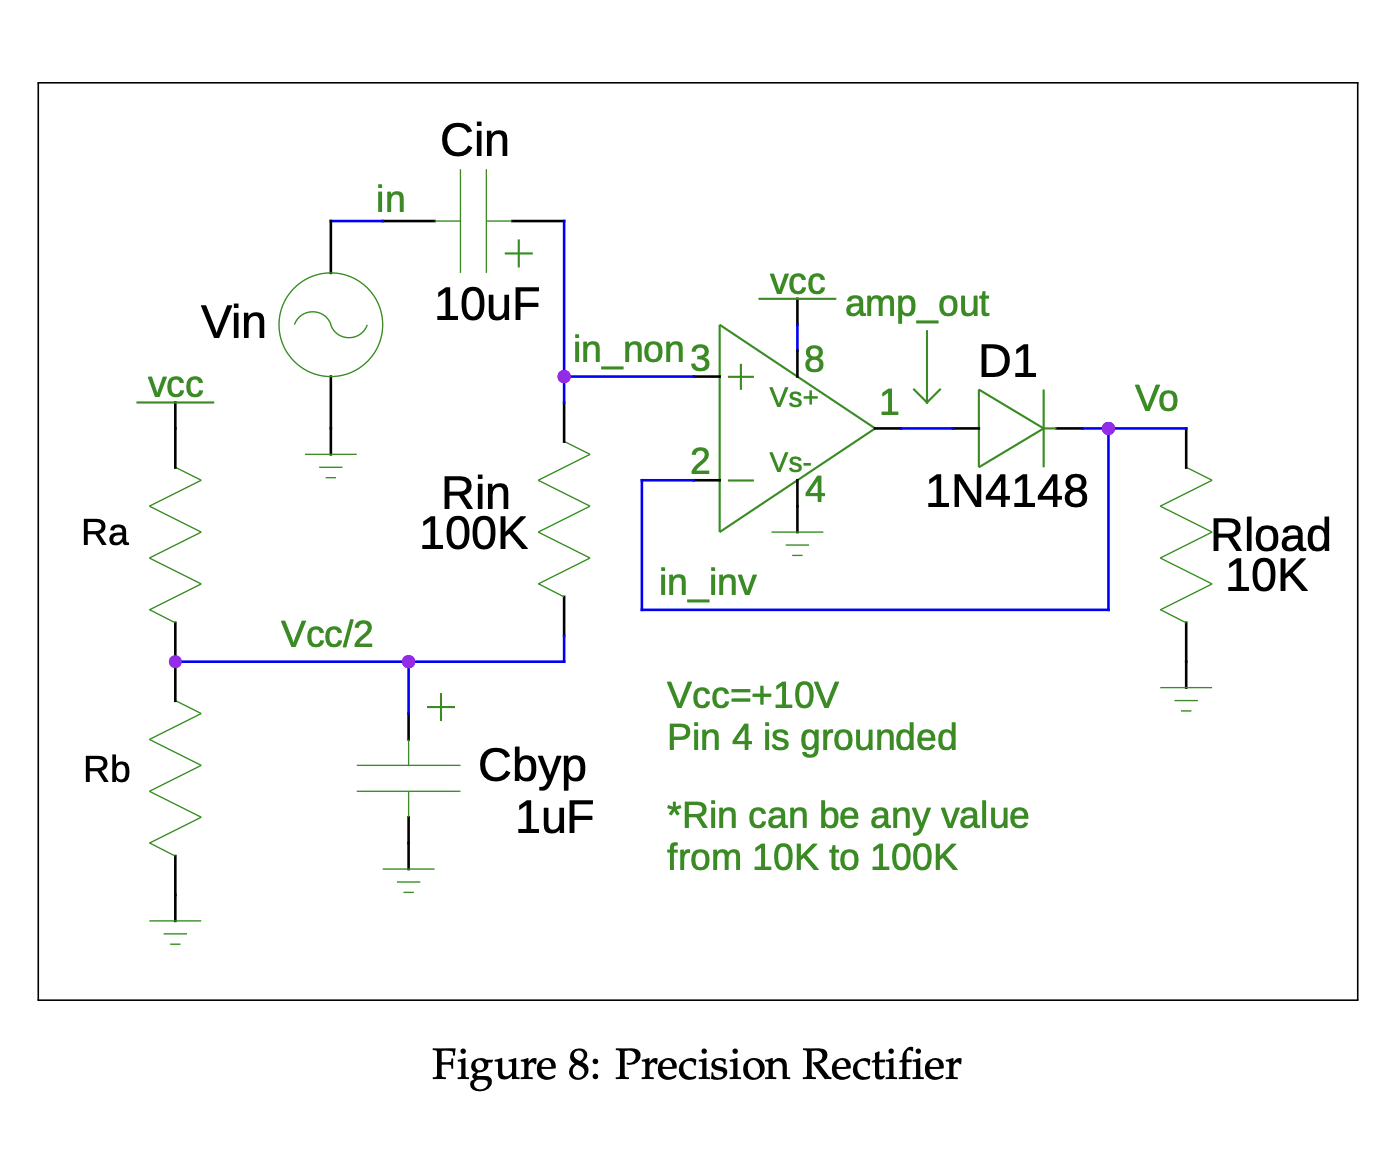 Cin
in
+
10uF
Vin
vcc
in_non
3
+
vcc
8
Vs+
amp_out
1
D1
1N4148
Vo
2
−
Vs-
4
Rin
100K
Ra
in_inv
Rload
10K
Vcc/2
+
Cbyp
1uF
Rb
Vcc=+10V
Pin 4 is grounded
*Rin can be any value
from 10K to 100K
Figure 8: Precision Rectifier